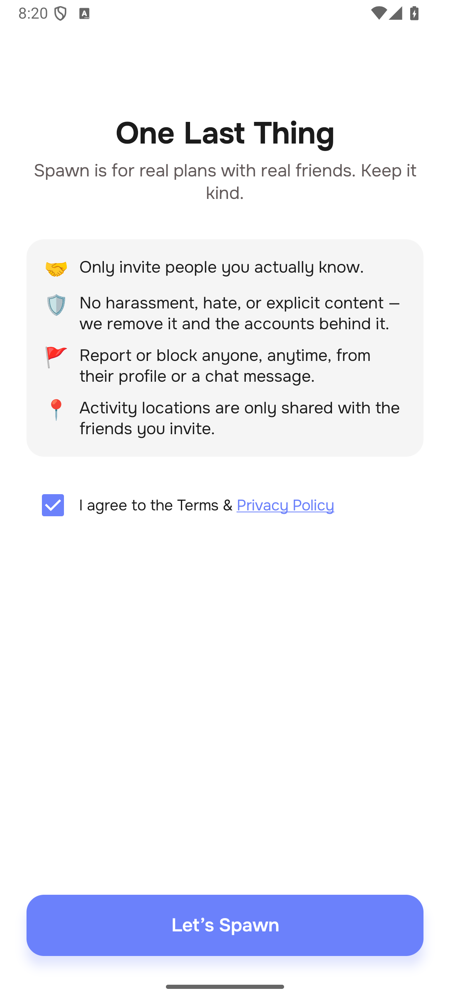 8:20
One Last Thing
Spawn is for real plans with real friends. Keep it
kind.
Only invite people you actually know.
No harassment, hate, or explicit content —
we remove it and the accounts behind it.
Report or block anyone, anytime, from
their profile or a chat message.
Activity locations are only shared with the
friends you invite.
I agree to the Terms & Privacy Policy
Let’s Spawn